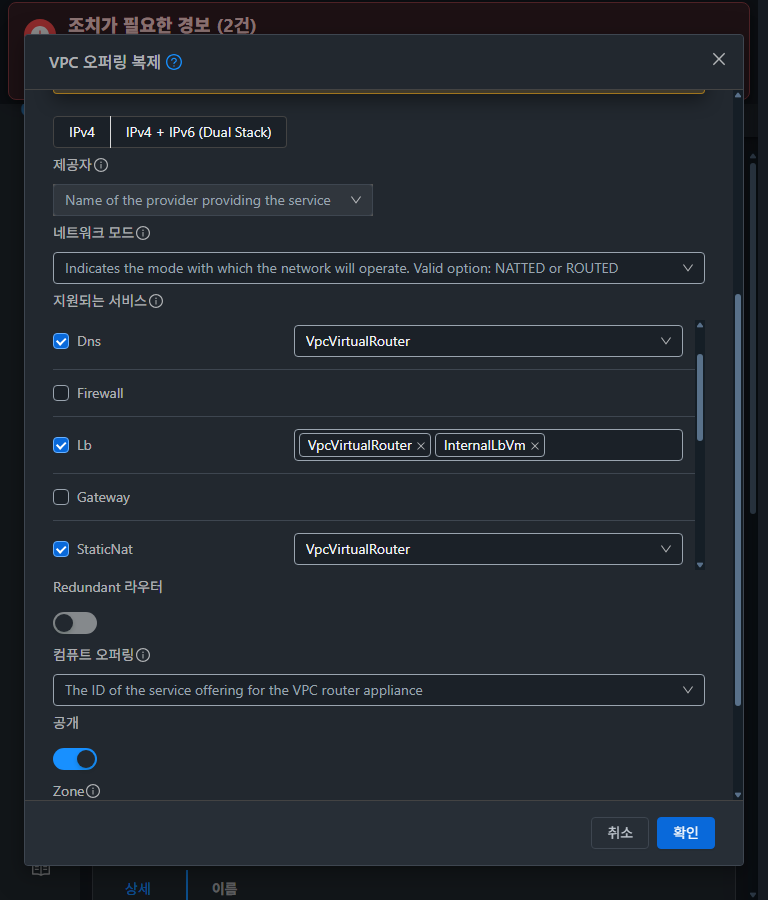 조치가 필요한 경보 (2건)
VPC 오퍼링 복제
IPv4
IPv4 + IPv6 (Dual Stack)
제공자
Name of the provider providing the service
네트워크 모드
Indicates the mode with which the network will operate. Valid option: NATTED or ROUTED
지원되는 서비스
Dns
VpcVirtualRouter
Firewall
Lb
VpcVirtualRouter
InternalLbVm
Gateway
StaticNat
VpcVirtualRouter
Redundant 라우터
컴퓨트 오퍼링
The ID of the service offering for the VPC router appliance
공개
Zone
취소
확인
상세
이름